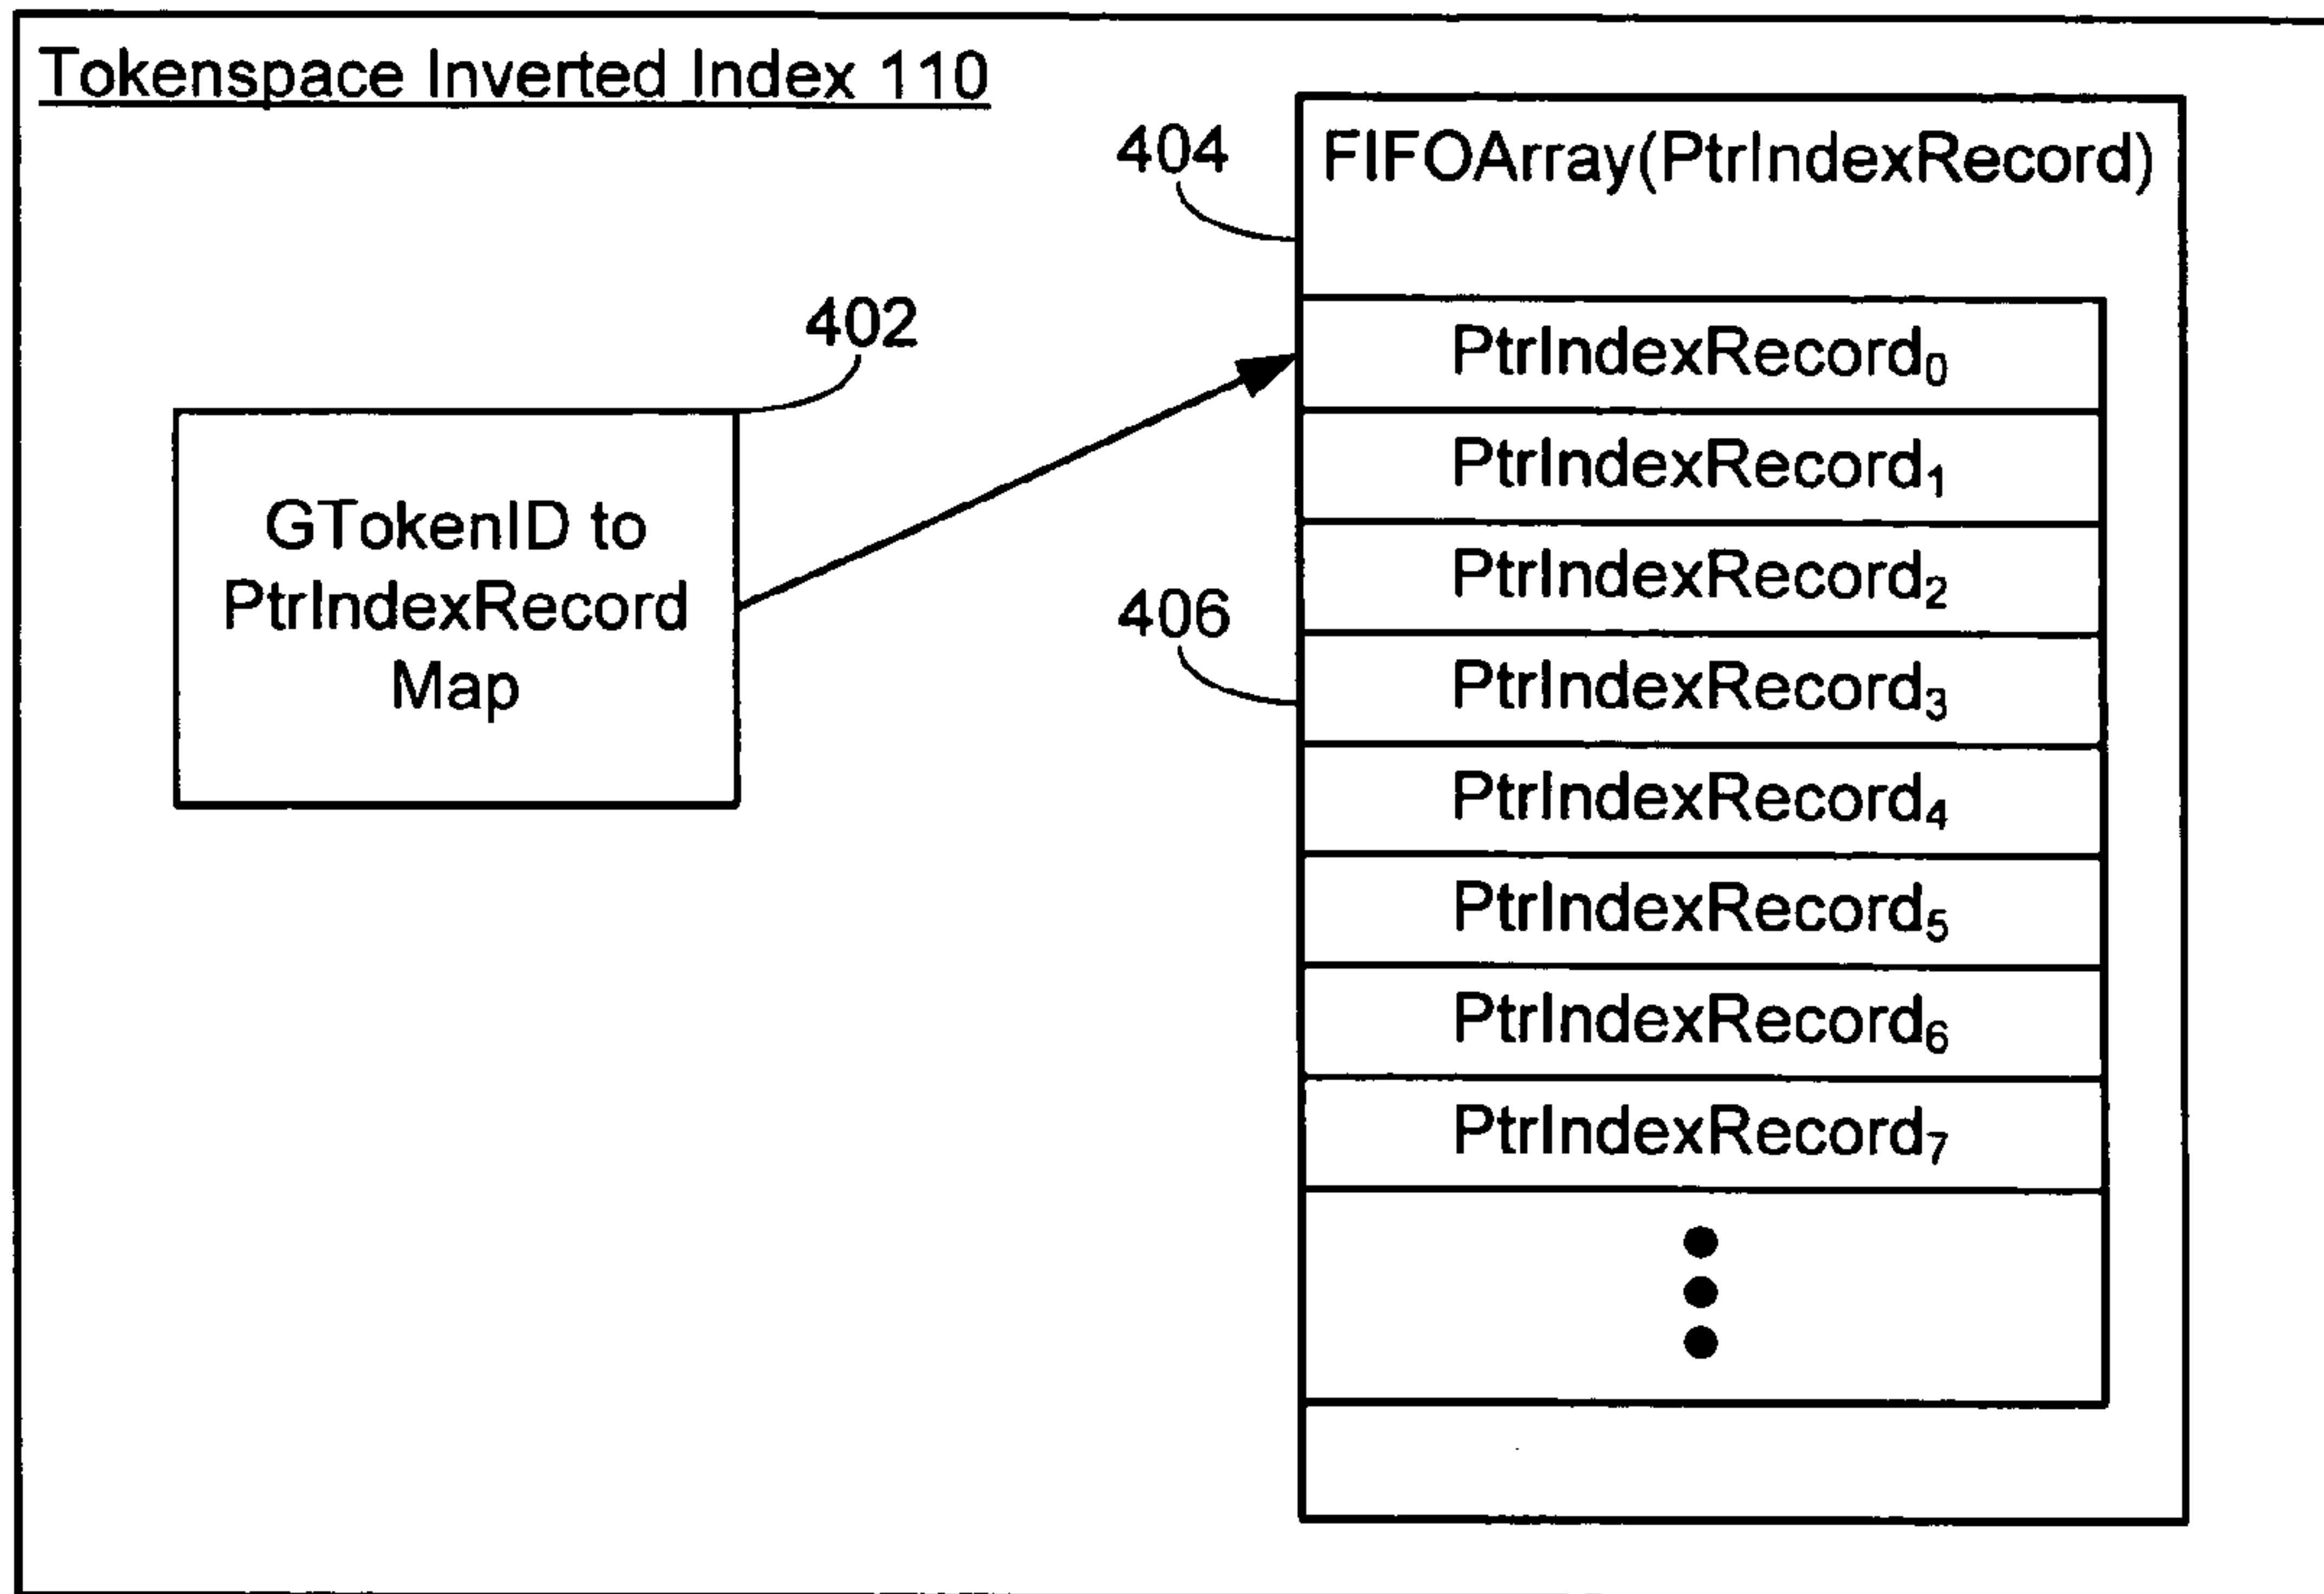 Tokenspace Inverted Index 110
404
FIFOArray(PtrIndexRecord)
402
GTokenID to
PtrIndexRecord
Map
406
PtrIndexRecord₀
PtrIndexRecord₁
PtrIndexRecord₂
PtrIndexRecord₃
PtrIndexRecord₄
PtrIndexRecord₅
PtrIndexRecord₆
PtrIndexRecord₇